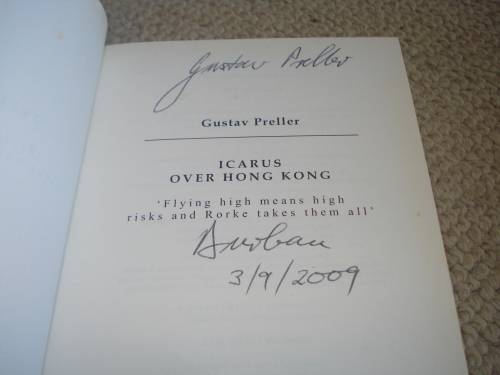 Gustav Preller
Gustav Preller
ICARUS
OVER HONG KONG
'Flying high means high
risks and Rorke takes them all'
Durban
3/9/2009